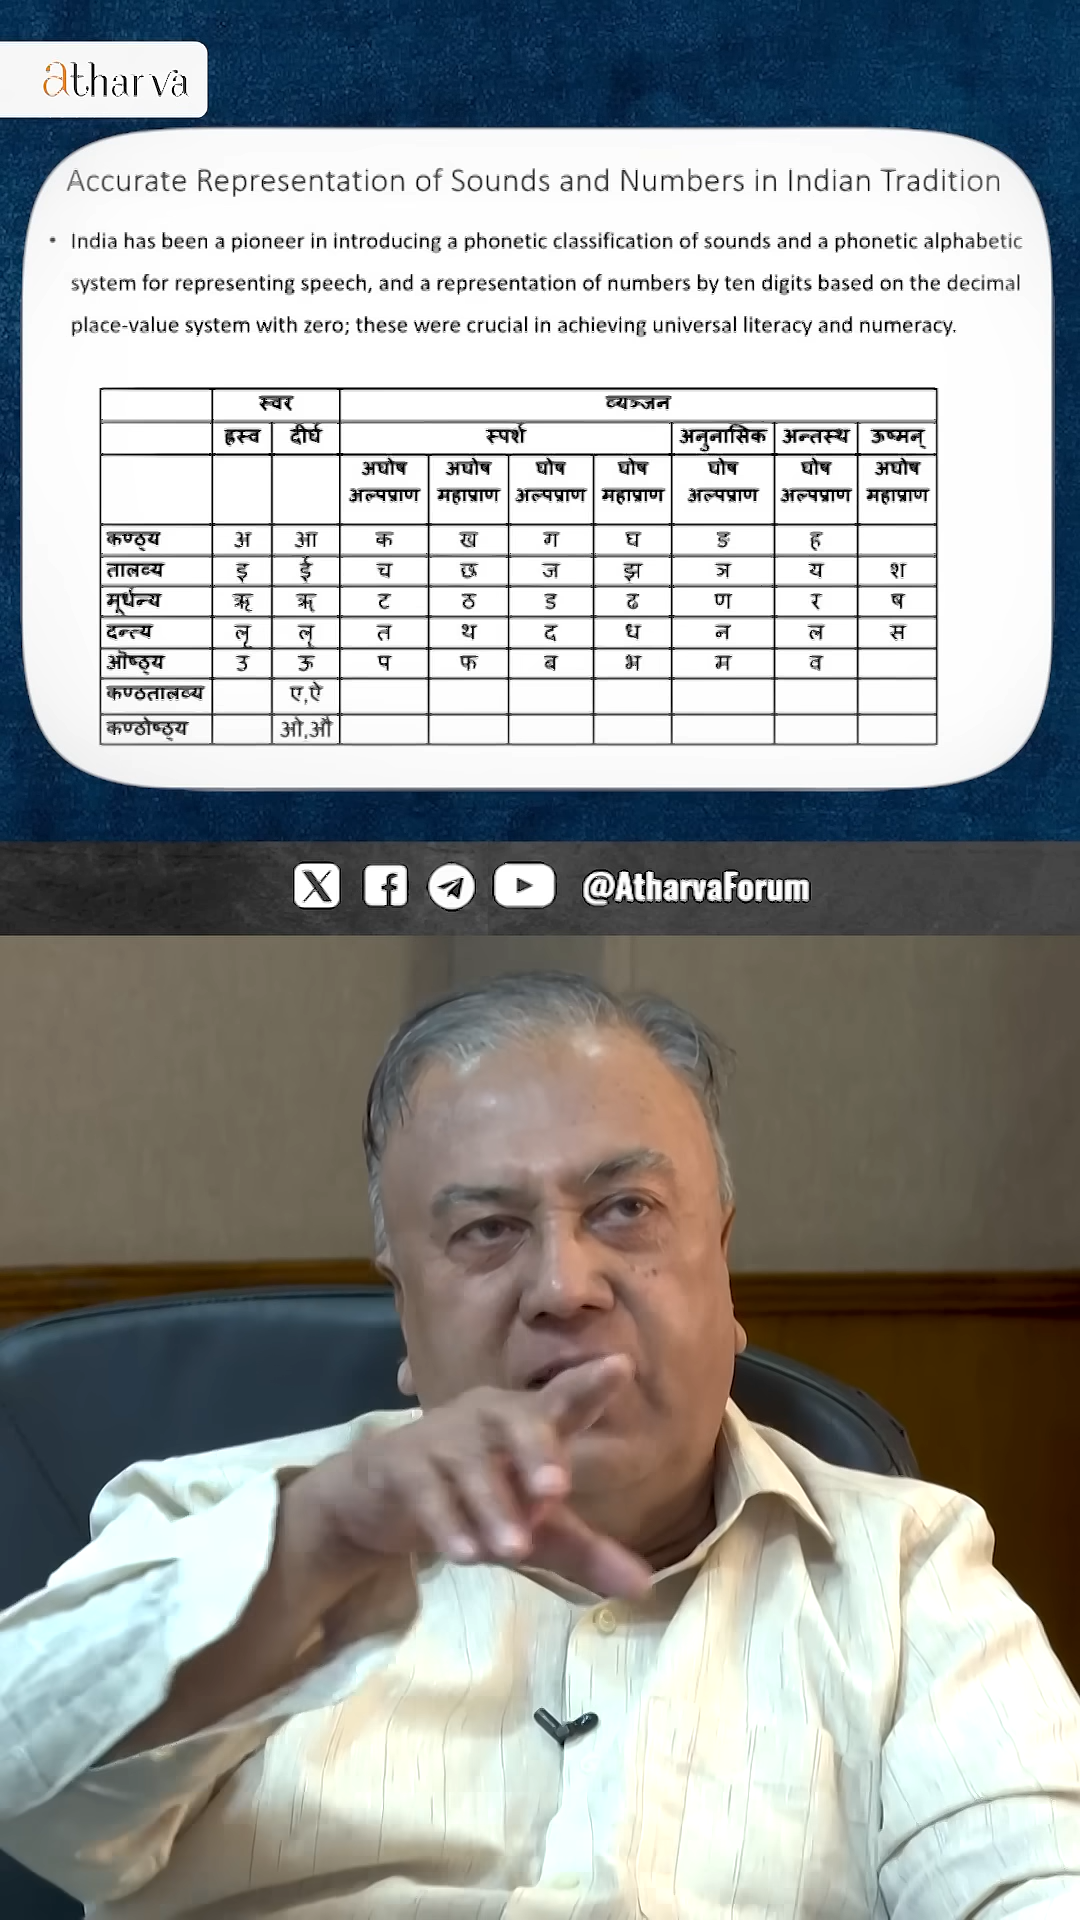 atharva
Accurate Representation of Sounds and Numbers in Indian Tradition
• India has been a pioneer in introducing a phonetic classification of sounds and a phonetic alphabetic
system for representing speech, and a representation of numbers by ten digits based on the decimal
place-value system with zero; these were crucial in achieving universal literacy and numeracy.
स्वर व्यञ्जन
ह्रस्व दीर्घ स्पर्श अनुनासिक अन्तस्थ ऊष्मन्
अघोष अघोष घोष घोष घोष घोष अघोष
अल्पप्राण महाप्राण अल्पप्राण महाप्राण अल्पप्राण अल्पप्राण महाप्राण
कण्ठ्य अ आ क ख ग घ ङ ह
तालव्य इ ई च छ ज झ ञ य श
मूर्धन्य ऋ ॠ ट ठ ड ढ ण र ष
दन्त्य ऌ ॡ त थ द ध न ल स
ऒष्ठ्य उ ऊ प फ ब भ म व
कण्ठतालव्य ए,ऐ
कण्ठोष्ठ्य ओ,औ
@AtharvaForum